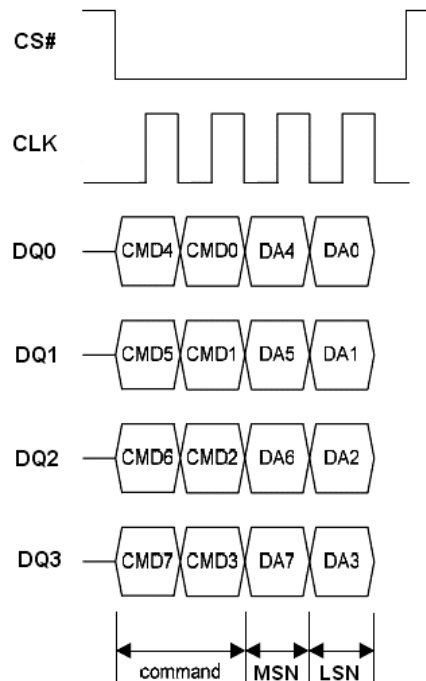 CS#
CLK
DQ0 CMD4 CMD0 DA4 DA0
DQ1 CMD5 CMD1 DA5 DA1
DQ2 CMD6 CMD2 DA6 DA2
DQ3 CMD7 CMD3 DA7 DA3
command MSN LSN